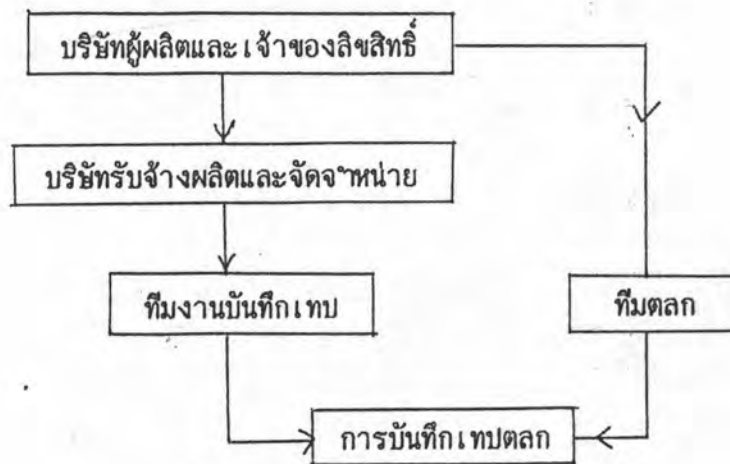 บริษัทผู้ผลิตและเจ้าของลิขสิทธิ์
บริษัทรับจ้างผลิตและจัดจำหน่าย
ทีมงานบันทึกเทป
ทีมตลก
การบันทึกเทปตลก